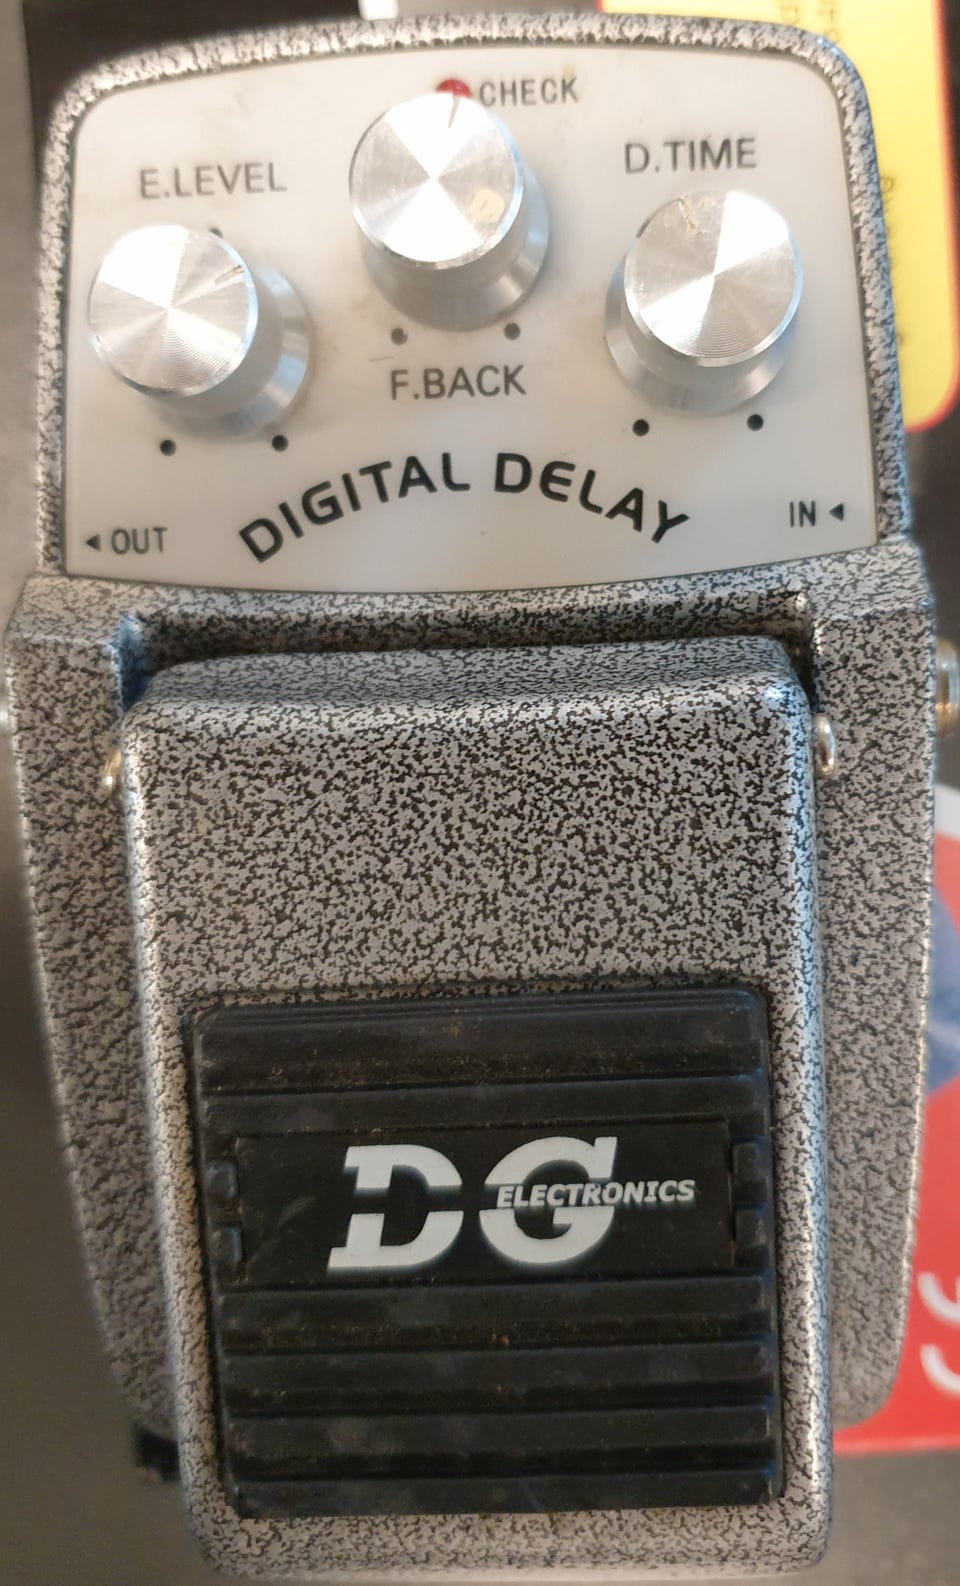 CHECK
E.LEVEL
D.TIME
F.BACK
DIGITAL DELAY
◄ OUT
IN ◄
DG
ELECTRONICS